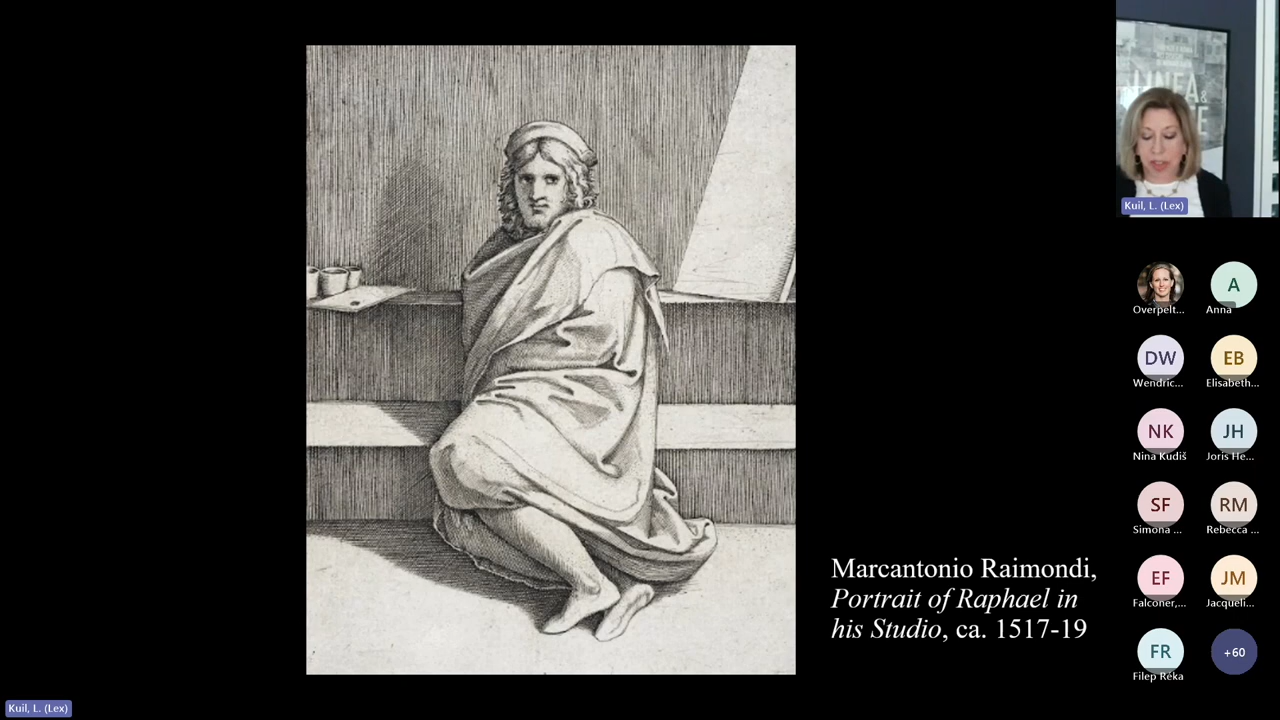 Marcantonio Raimondi,
Portrait of Raphael in
his Studio, ca. 1517-19
LINEA &
Kuil, L. (Lex)
Overpelt...
A
Anna
DW
Wendric...
EB
Elisabeth...
NK
Nina Kudiš
JH
Joris He...
SF
Simona ...
RM
Rebecca ...
EF
Falconer,...
JM
Jacqueli...
FR
Filep Réka
+60
Kuil, L. (Lex)